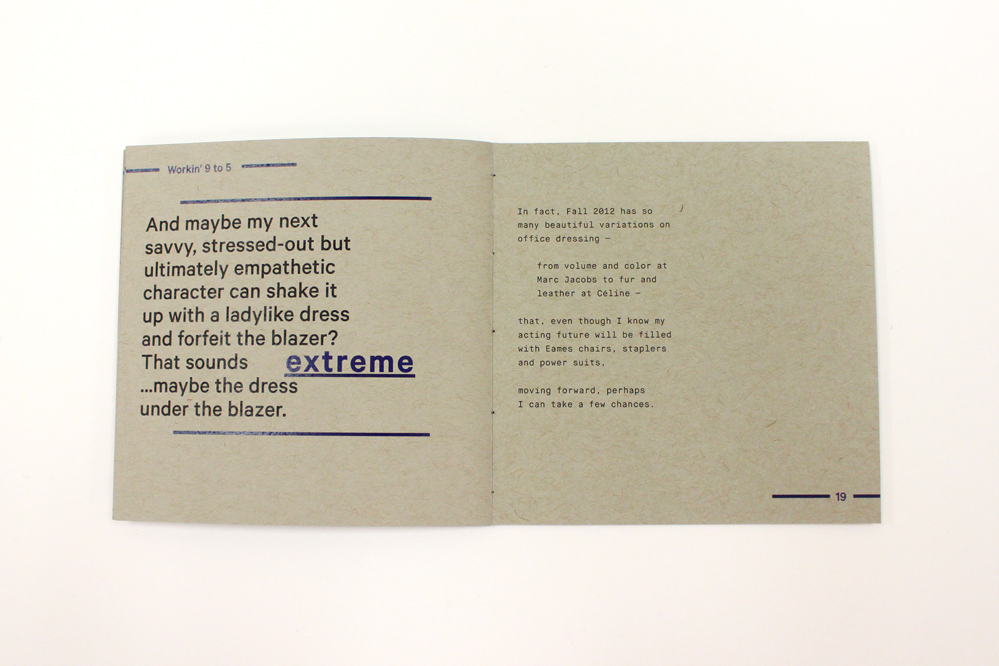 Workin' 9 to 5
And maybe my next
savvy, stressed-out but
ultimately empathetic
character can shake it
up with a ladylike dress
and forfeit the blazer?
That sounds extreme
...maybe the dress
under the blazer.
In fact, Fall 2012 has so
many beautiful variations on
office dressing —
from volume and color at
Marc Jacobs to fur and
leather at Céline —
that, even though I know my
acting future will be filled
with Eames chairs, staplers
and power suits,
moving forward, perhaps
I can take a few chances.
19